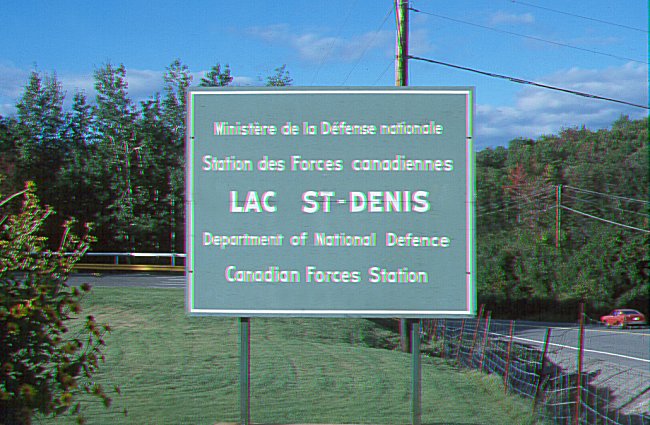 Ministère de la Défense nationale
Station des Forces canadiennes
LAC ST-DENIS
Department of National Defence
Canadian Forces Station